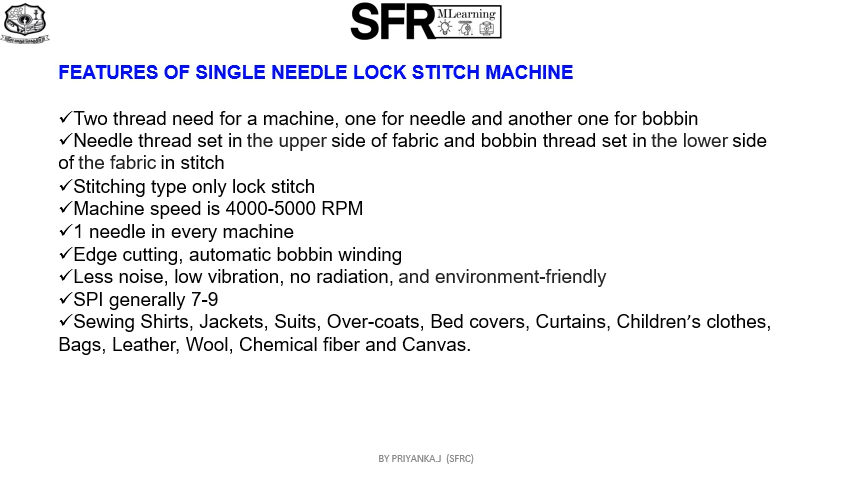 SFR MLearning
FEATURES OF SINGLE NEEDLE LOCK STITCH MACHINE
✓Two thread need for a machine, one for needle and another one for bobbin
✓Needle thread set in the upper side of fabric and bobbin thread set in the lower side
of the fabric in stitch
✓Stitching type only lock stitch
✓Machine speed is 4000-5000 RPM
✓1 needle in every machine
✓Edge cutting, automatic bobbin winding
✓Less noise, low vibration, no radiation, and environment-friendly
✓SPI generally 7-9
✓Sewing Shirts, Jackets, Suits, Over-coats, Bed covers, Curtains, Children’s clothes,
Bags, Leather, Wool, Chemical fiber and Canvas.
BY PRIYANKA.J (SFRC)